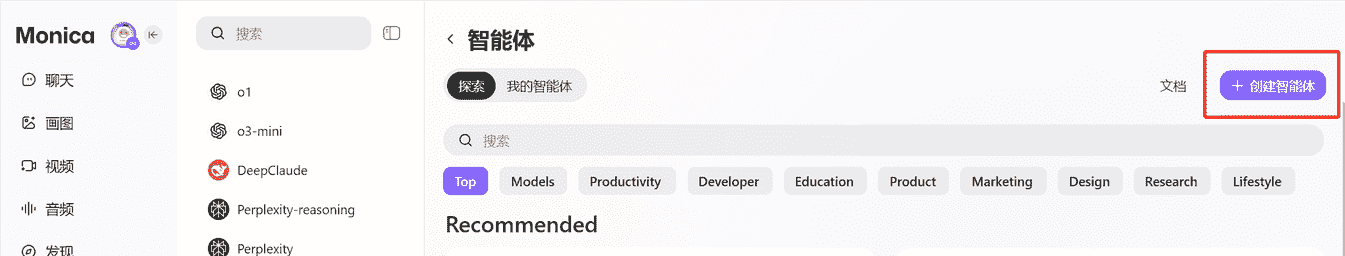 Monica
聊天
画图
视频
音频
发现
搜索
o1
o3-mini
DeepClaude
Perplexity-reasoning
Perplexity
智能体
探索 我的智能体
文档 + 创建智能体
搜索
Top Models Productivity Developer Education Product Marketing Design Research Lifestyle
Recommended